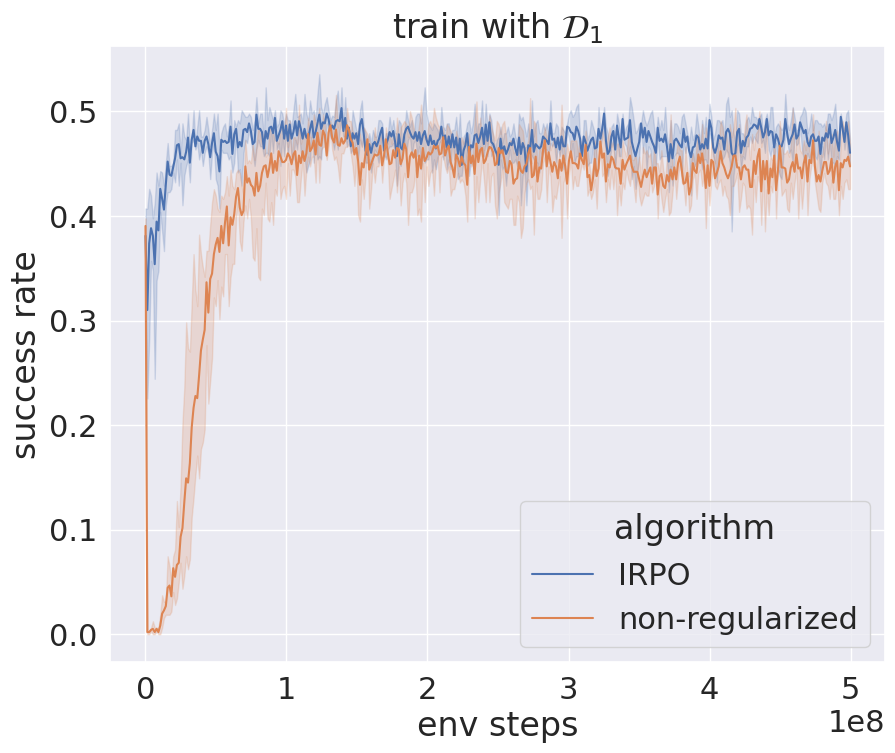 train with 𝒟₁
success rate
0.5
0.4
0.3
0.2
0.1
0.0
0 1 2 3 4 5
1e8
env steps
algorithm
IRPO
non-regularized